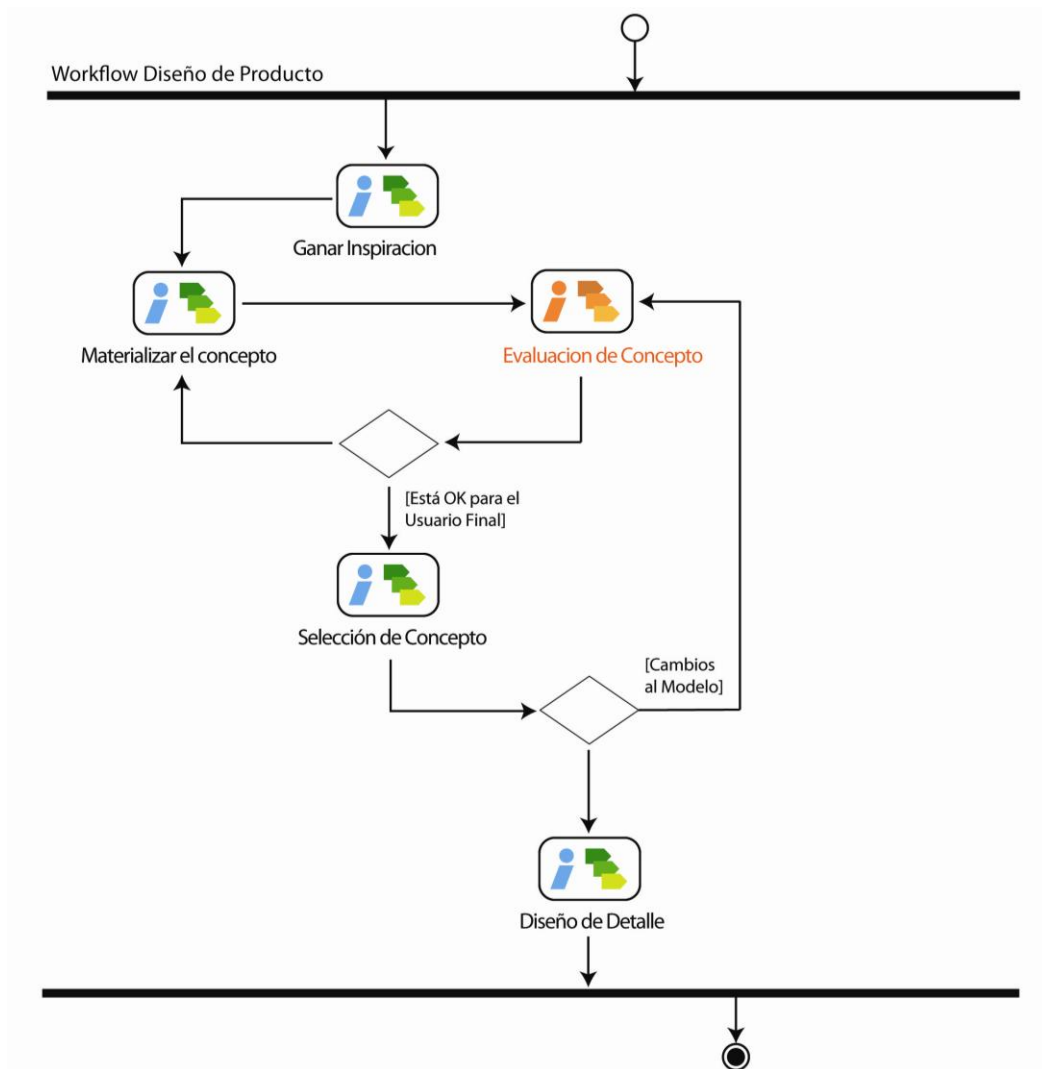 Workflow Diseño de Producto
Ganar Inspiracion
Materializar el concepto
Evaluacion de Concepto
[Está OK para el
Usuario Final]
Selección de Concepto
[Cambios
al Modelo]
Diseño de Detalle